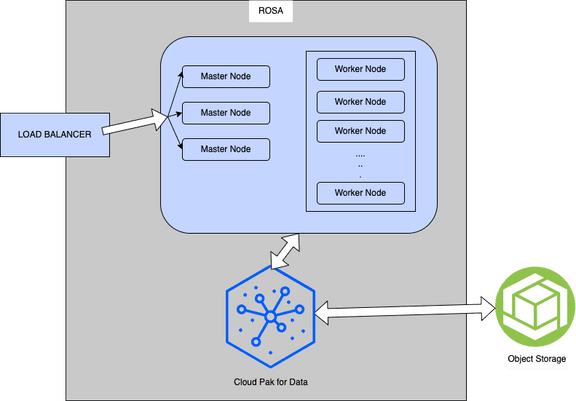 ROSA
LOAD BALANCER
Master Node
Master Node
Master Node
Worker Node
Worker Node
Worker Node
....
..
.
Worker Node
Cloud Pak for Data
Object Storage